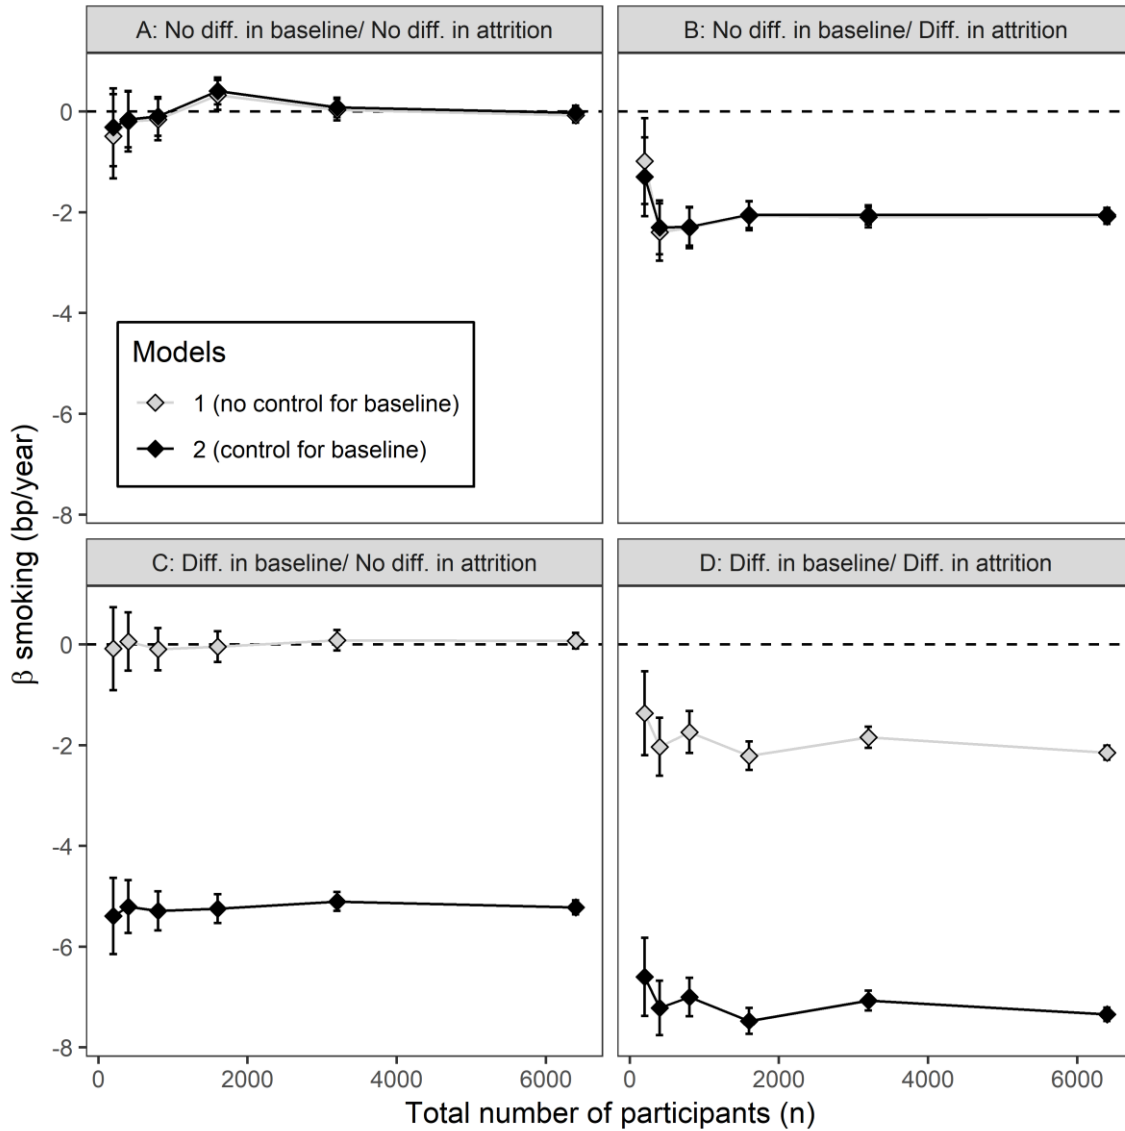 A: No diff. in baseline/ No diff. in attrition
B: No diff. in baseline/ Diff. in attrition
0
-2
-4
-6
-8
Models
1 (no control for baseline)
2 (control for baseline)
β smoking (bp/year)
C: Diff. in baseline/ No diff. in attrition
D: Diff. in baseline/ Diff. in attrition
0
-2
-4
-6
-8
0
2000
4000
6000
0
2000
4000
6000
Total number of participants (n)